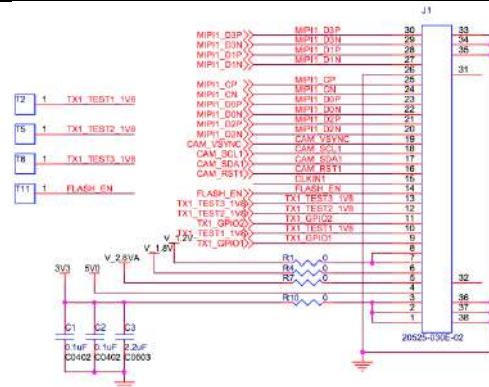 J1
MIPI1_D3P MIPI1_D3P 30 33
MIPI1_D3N MIPI1_D3N 29 34
MIPI1_D1P MIPI1_D1P 28 35
MIPI1_D1N MIPI1_D1N 27
26 31
MIPI1_CP MIPI1_CP 25
MIPI1_CN MIPI1_CN 24
MIPI1_D0P MIPI1_D0P 23
MIPI1_D0N MIPI1_D0N 22
MIPI1_D2P MIPI1_D2P 21
MIPI1_D2N MIPI1_D2N 20
CAM_VSYNC CAM_VSYNC 19
CAM_SCL1 CAM_SCL1 18
CAM_SDA1 CAM_SDA1 17
CAM_RST1 CAM_RST1 16
CLKIN1 15
FLASH_EN FLASH_EN 14
TX1_TEST3_1V8 TX1_TEST3_1V8 13
TX1_TEST2_1V8 TX1_TEST2_1V8 12
TX1_GPIO2 TX1_GPIO2 11
TX1_TEST1_1V8 TX1_TEST1_1V8 10
TX1_GPIO1 TX1_GPIO1 9
8
7
6
5 32
4
3 36
2 37
1 38
20525-030E-02
T2 1 TX1_TEST1_1V8
T5 1 TX1_TEST2_1V8
T8 1 TX1_TEST3_1V8
T11 1 FLASH_EN
V_1.2V
V_1.8V
V_2.8VA
3V3 5V0
R1 0
R4 0
R7 0
R10 0
C1 C2 C3
0.1uF 0.1uF 2.2uF
C0402 C0402 C0603